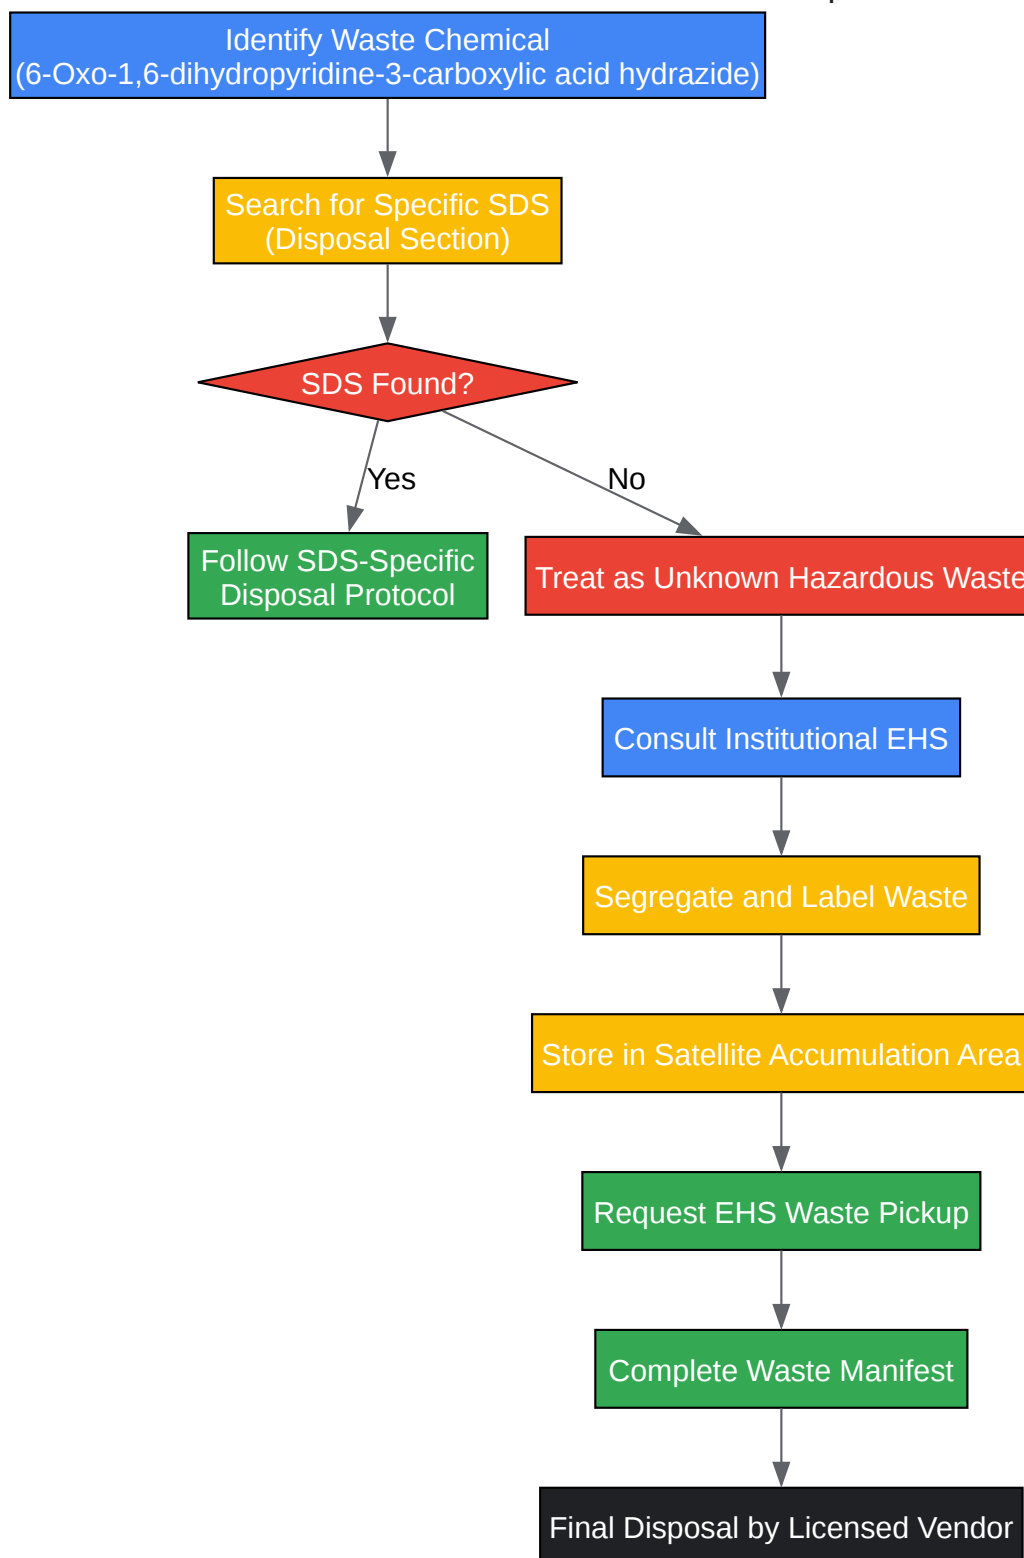 Identify Waste Chemical
(6-Oxo-1,6-dihydropyridine-3-carboxylic acid hydrazide)
Search for Specific SDS
(Disposal Section)
SDS Found?
Yes
No
Follow SDS-Specific
Disposal Protocol
Treat as Unknown Hazardous Waste
Consult Institutional EHS
Segregate and Label Waste
Store in Satellite Accumulation Area
Request EHS Waste Pickup
Complete Waste Manifest
Final Disposal by Licensed Vendor